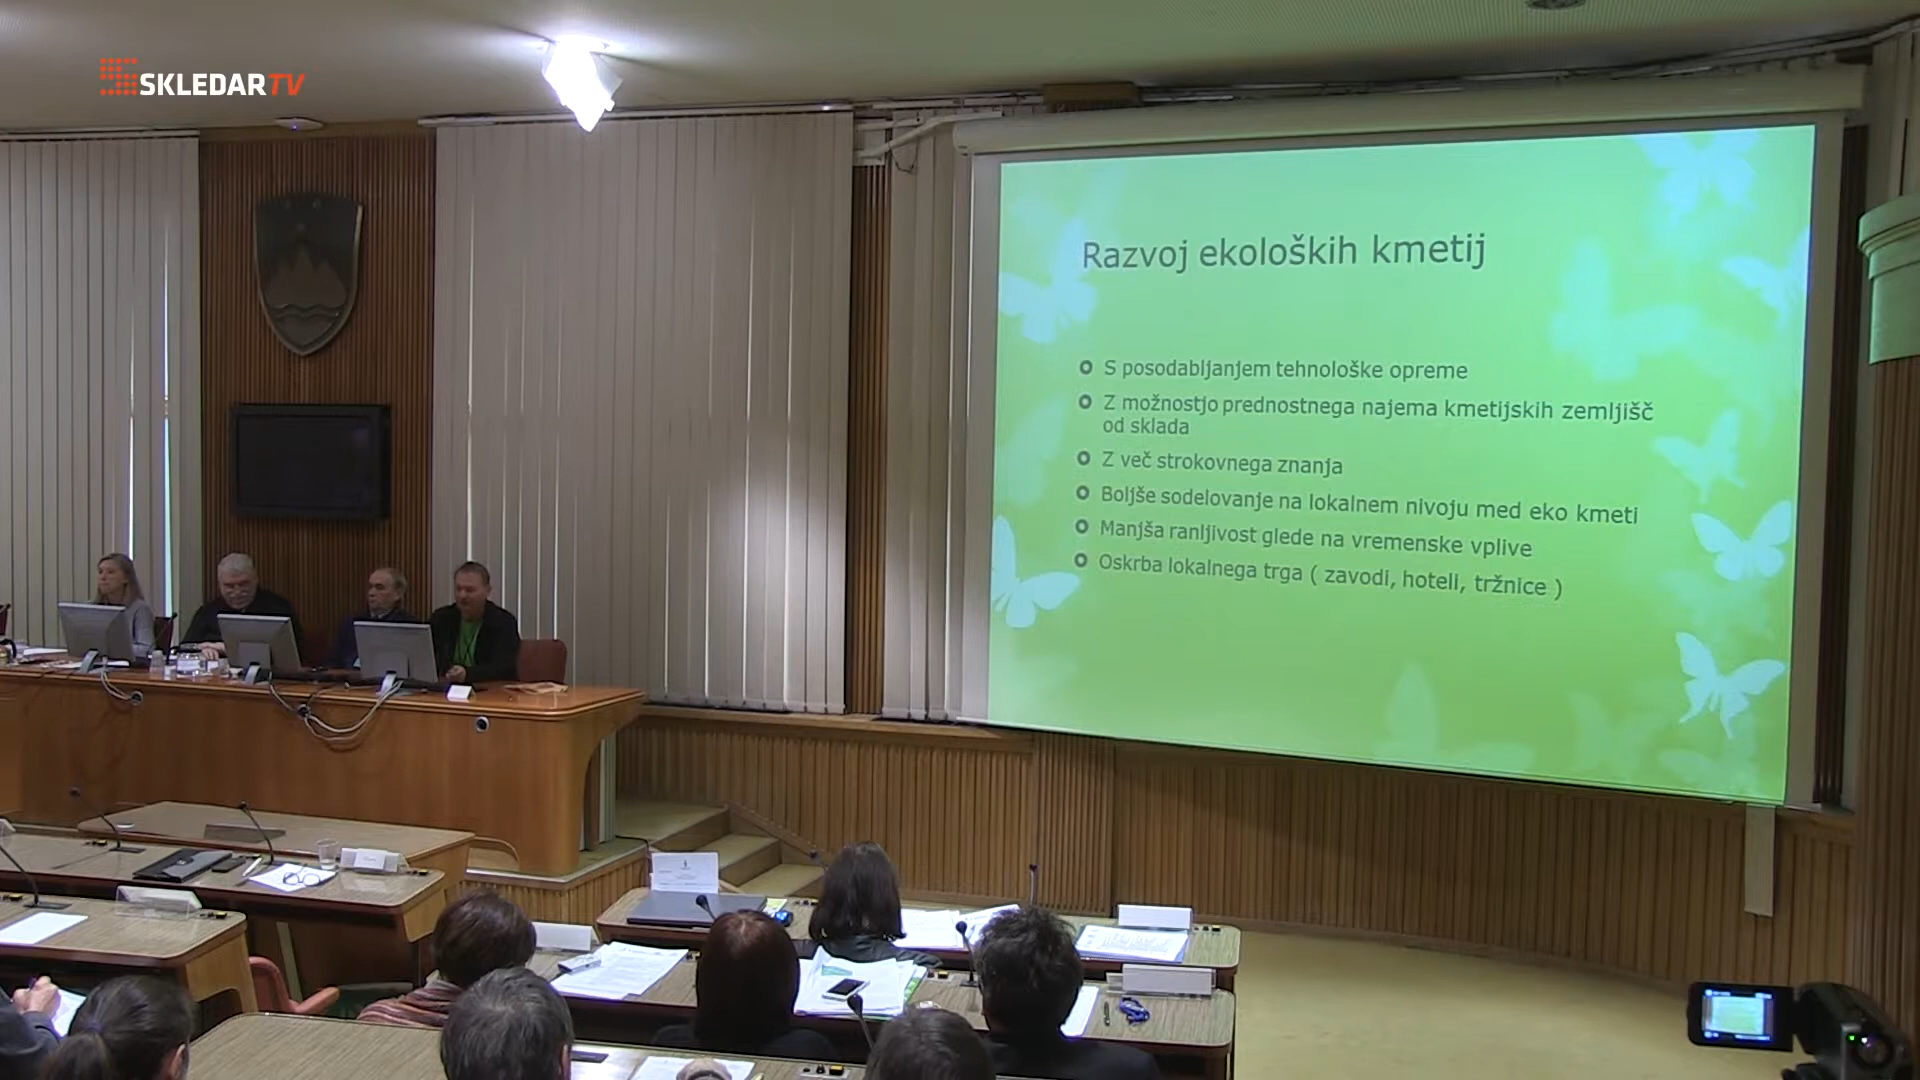 SKLEDARTV
Razvoj ekoloških kmetij
S posodabljanjem tehnološke opreme
Z možnostjo prednostnega najema kmetijskih zemljišč
od sklada
Z več strokovnega znanja
Boljše sodelovanje na lokalnem nivoju med eko kmeti
Manjša ranljivost glede na vremenske vplive
Oskrba lokalnega trga ( zavodi, hoteli, tržnice )